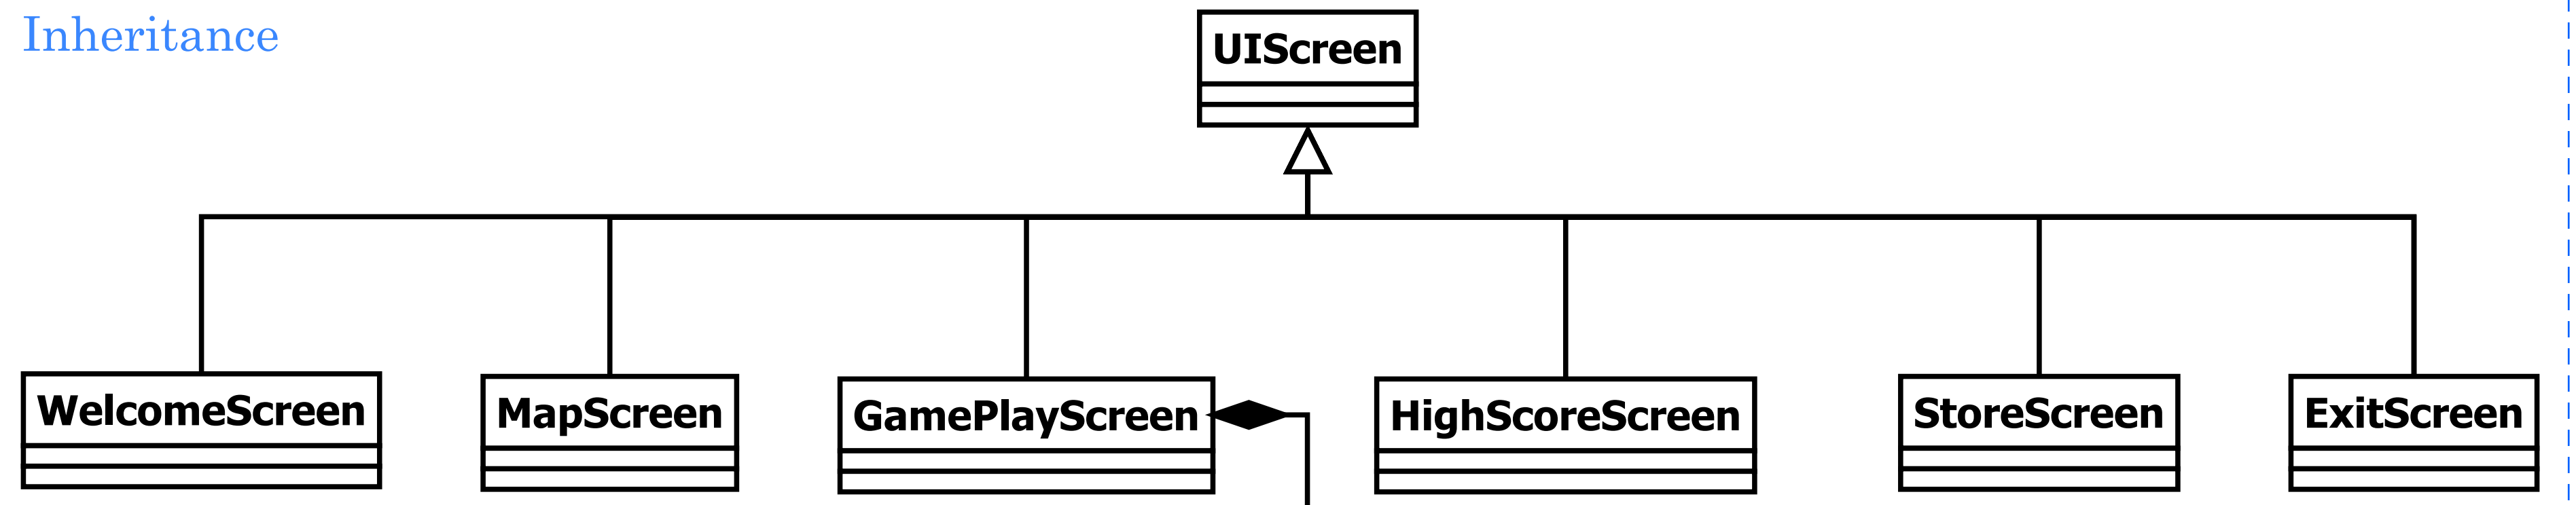 Inheritance
UIScreen
WelcomeScreen
MapScreen
GamePlayScreen
HighScoreScreen
StoreScreen
ExitScreen